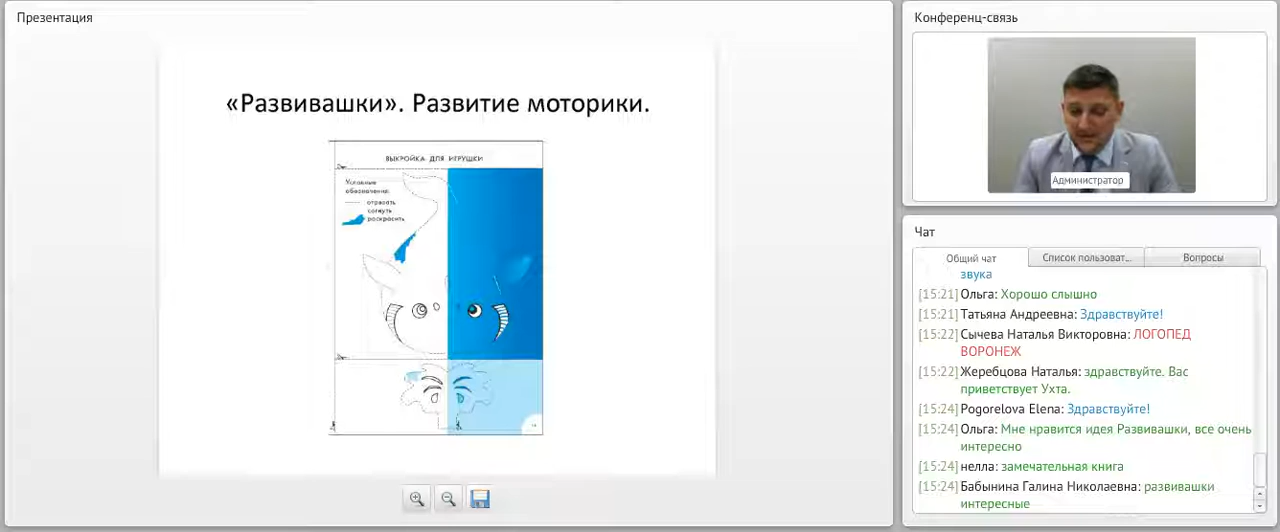 Презентация
«Развивашки». Развитие моторики.
ВЫКРОЙКА ДЛЯ ИГРУШКИ
Условные
обозначения:
отрезать
согнуть
раскрасить
Конференц-связь
Администратор
Чат
Общий чат
Список пользоват...
Вопросы
звука
[15:21] Ольга: Хорошо слышно
[15:21] Татьяна Андреевна: Здравствуйте!
[15:22] Сычева Наталья Викторовна: ЛОГОПЕД
ВОРОНЕЖ
[15:22] Жеребцова Наталья: здравствуйте. Вас
приветствует Ухта.
[15:24] Pogorelova Elena: Здравствуйте!
[15:24] Ольга: Мне нравится идея Развивашки, все очень
интересно
[15:24] нелла: замечательная книга
[15:24] Бабынина Галина Николаевна: развивашки
интересные